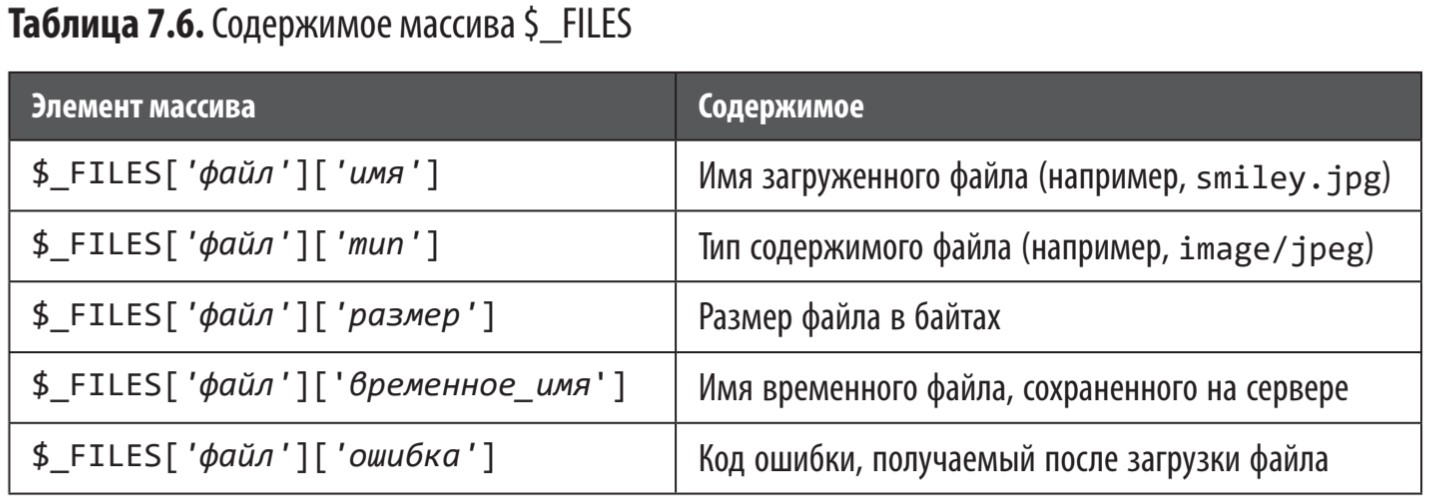 Таблица 7.6. Содержимое массива $_FILES
Элемент массива Содержимое
$_FILES['файл']['имя'] Имя загруженного файла (например, smiley.jpg)
$_FILES['файл']['тип'] Тип содержимого файла (например, image/jpeg)
$_FILES['файл']['размер'] Размер файла в байтах
$_FILES['файл']['временное_имя'] Имя временного файла, сохраненного на сервере
$_FILES['файл']['ошибка'] Код ошибки, получаемый после загрузки файла